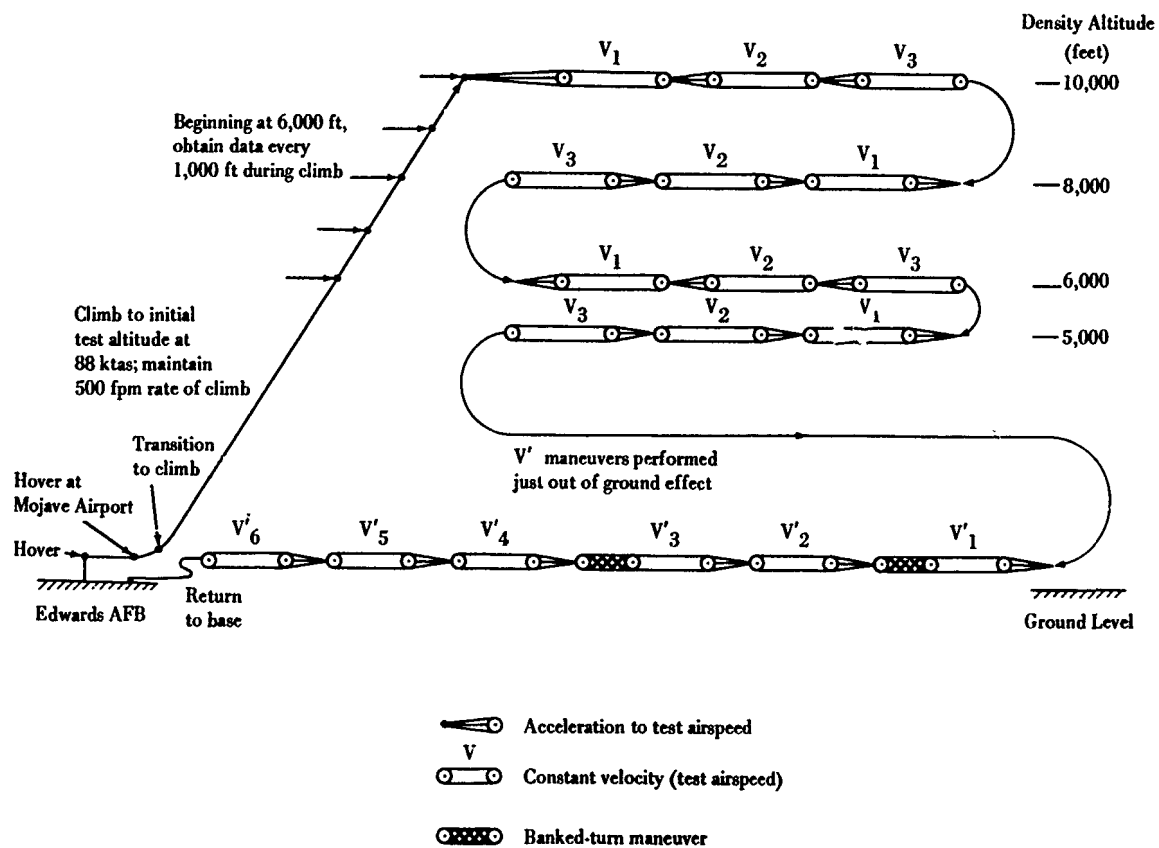 Density Altitude
(feet)
V1 V2 V3
— 10,000
Beginning at 6,000 ft,
obtain data every
1,000 ft during climb
V3 V2 V1
— 8,000
V1 V2 V3
— 6,000
V3 V2 V1
— 5,000
Climb to initial
test altitude at
88 ktas; maintain
500 fpm rate of climb
Transition
to climb
V' maneuvers performed
just out of ground effect
Hover at
Mojave Airport
Hover
V'6 V'5 V'4 V'3 V'2 V'1
Edwards AFB
Return
to base
Ground Level
Acceleration to test airspeed
V
Constant velocity (test airspeed)
Banked-turn maneuver